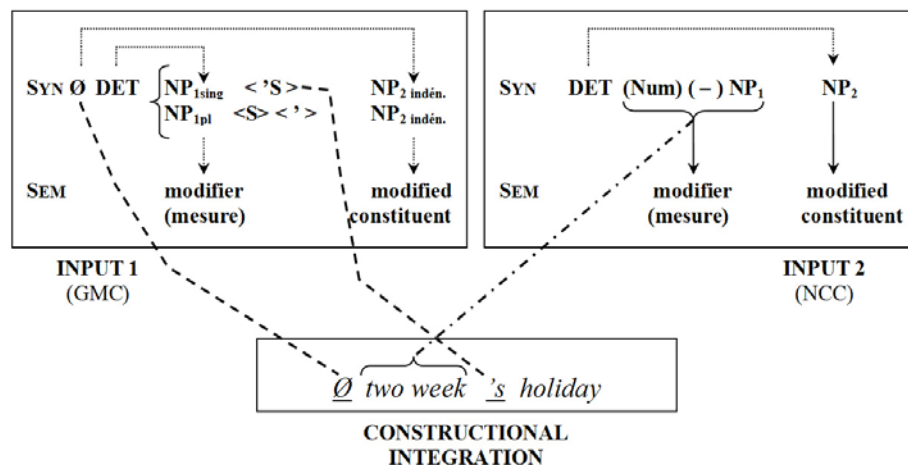 SYN Ø DET NP1sing <'S> NP2 indén.
NP1pl <S> <'> NP2 indén.
SEM modifier modified
(mesure) constituent
INPUT 1
(GMC)
SYN DET (Num) ( – ) NP1 NP2
SEM modifier modified
(mesure) constituent
INPUT 2
(NCC)
Ø two week 's holiday
CONSTRUCTIONAL
INTEGRATION